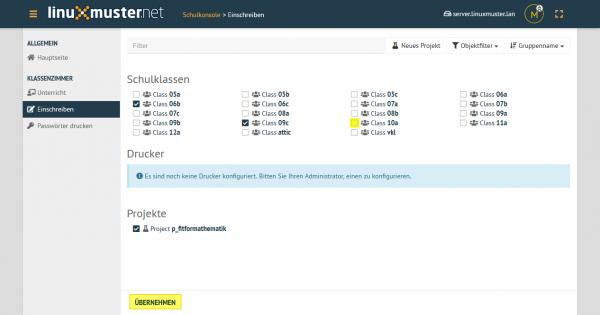 linuxmuster.net Schulkonsole > Einschreiben server.linuxmuster.lan M
ALLGEMEIN
Hauptseite
KLASSENZIMMER
Unterricht
Einschreiben
Passwörter drucken
Filter Neues Projekt Objektfilter Gruppenname
Schulklassen
Class 05a Class 05b Class 05c Class 06a
Class 06b Class 06c Class 07a Class 07b
Class 07c Class 08a Class 08b Class 09a
Class 09b Class 09c Class 10a Class 11a
Class 12a Class attic Class vkl
Drucker
Es sind noch keine Drucker konfiguriert. Bitten Sie Ihren Administrator, einen zu konfigurieren.
Projekte
Project p_fitformathematik
ÜBERNEHMEN